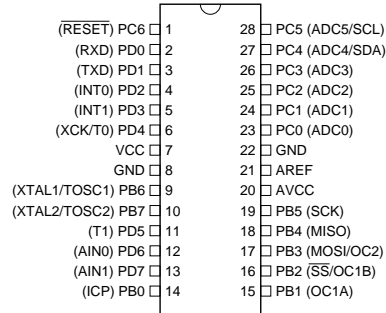 (RESET) PC6 1 28 PC5 (ADC5/SCL)
(RXD) PD0 2 27 PC4 (ADC4/SDA)
(TXD) PD1 3 26 PC3 (ADC3)
(INT0) PD2 4 25 PC2 (ADC2)
(INT1) PD3 5 24 PC1 (ADC1)
(XCK/T0) PD4 6 23 PC0 (ADC0)
VCC 7 22 GND
GND 8 21 AREF
(XTAL1/TOSC1) PB6 9 20 AVCC
(XTAL2/TOSC2) PB7 10 19 PB5 (SCK)
(T1) PD5 11 18 PB4 (MISO)
(AIN0) PD6 12 17 PB3 (MOSI/OC2)
(AIN1) PD7 13 16 PB2 (SS/OC1B)
(ICP) PB0 14 15 PB1 (OC1A)